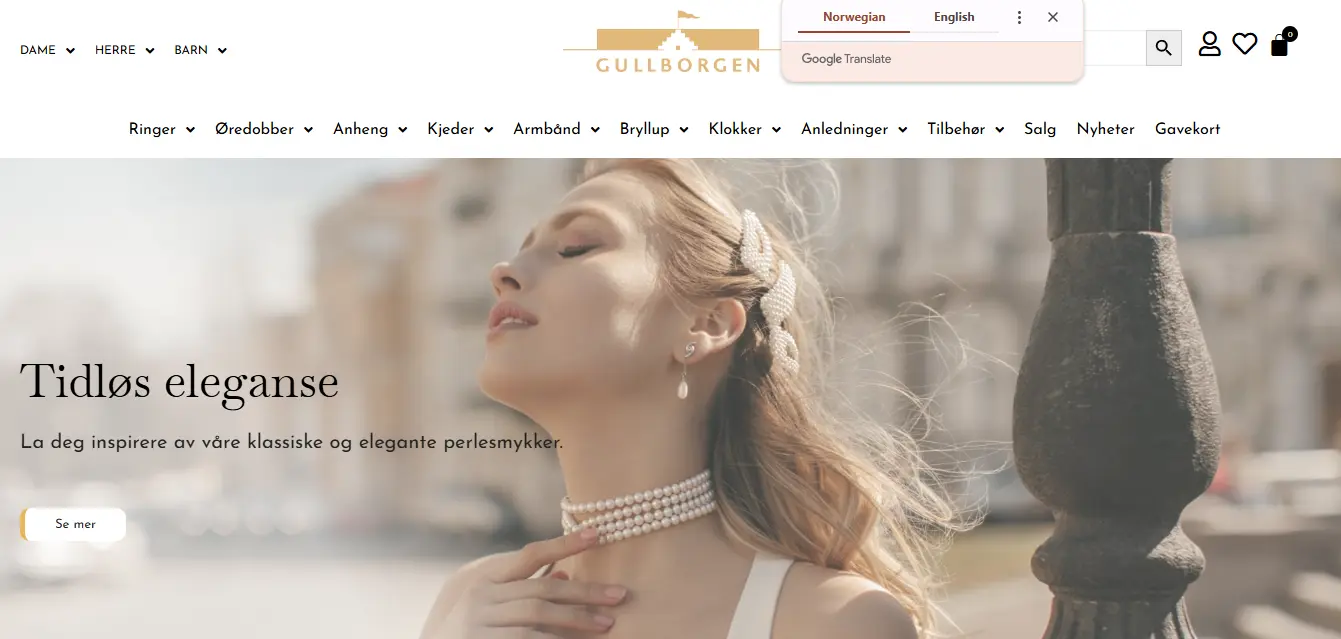 DAME HERRE BARN
GULLBORGEN
Norwegian English
Google Translate
0
Ringer Øredobber Anheng Kjeder Armbånd Bryllup Klokker Anledninger Tilbehør Salg Nyheter Gavekort
Tidløs eleganse
La deg inspirere av våre klassiske og elegante perlesmykker.
Se mer